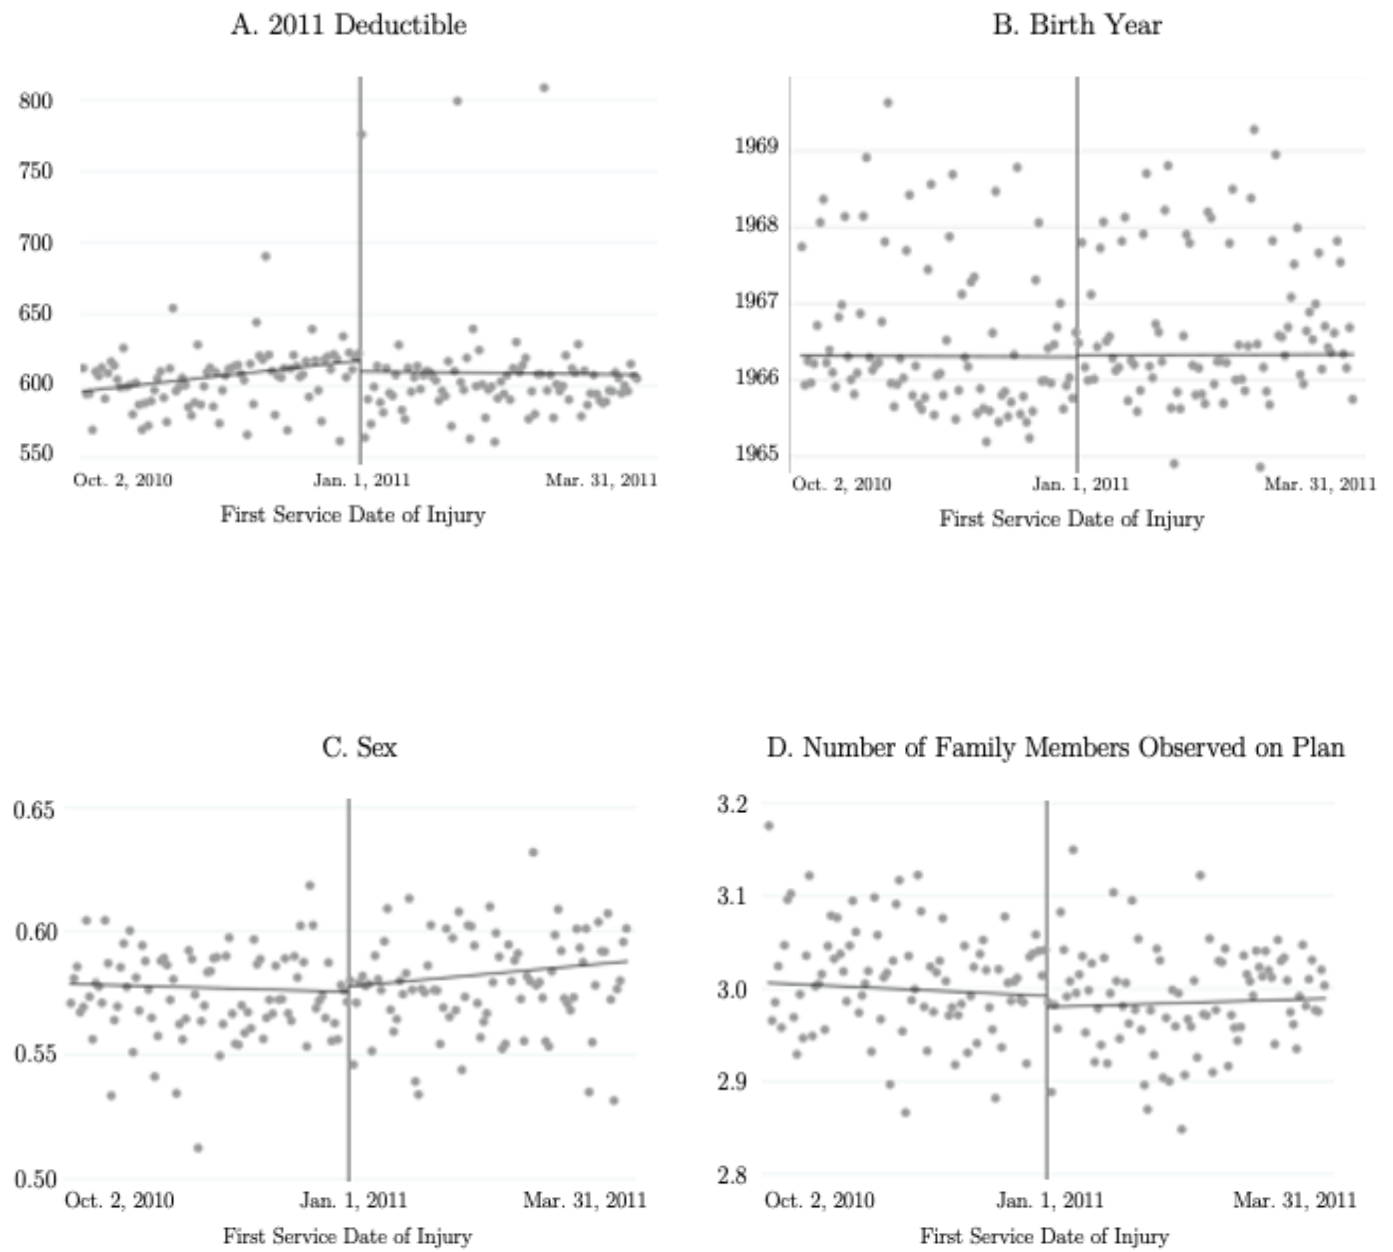 A. 2011 Deductible
800
750
700
650
600
550
Oct. 2, 2010 Jan. 1, 2011 Mar. 31, 2011
First Service Date of Injury
B. Birth Year
1969
1968
1967
1966
1965
Oct. 2, 2010 Jan. 1, 2011 Mar. 31, 2011
First Service Date of Injury
C. Sex
0.65
0.60
0.55
0.50
Oct. 2, 2010 Jan. 1, 2011 Mar. 31, 2011
First Service Date of Injury
D. Number of Family Members Observed on Plan
3.2
3.1
3.0
2.9
2.8
Oct. 2, 2010 Jan. 1, 2011 Mar. 31, 2011
First Service Date of Injury